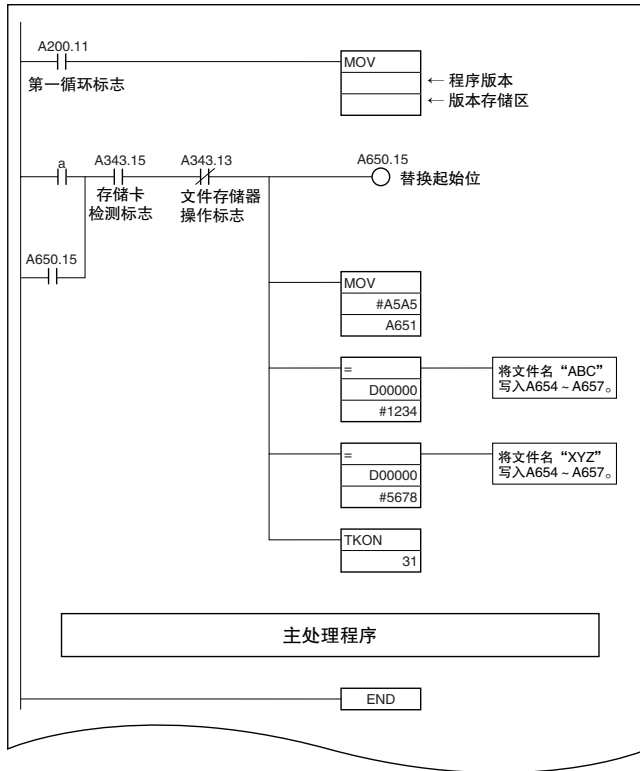 A200.11
第一循环标志
MOV
← 程序版本
← 版本存储区
a
A343.15
A343.13
A650.15
存储卡
检测标志
文件存储器
操作标志
替换起始位
A650.15
MOV
#A5A5
A651
=
D00000
#1234
将文件名“ABC”
写入A654 ~ A657。
=
D00000
#5678
将文件名“XYZ”
写入A654 ~ A657。
TKON
31
主处理程序
END